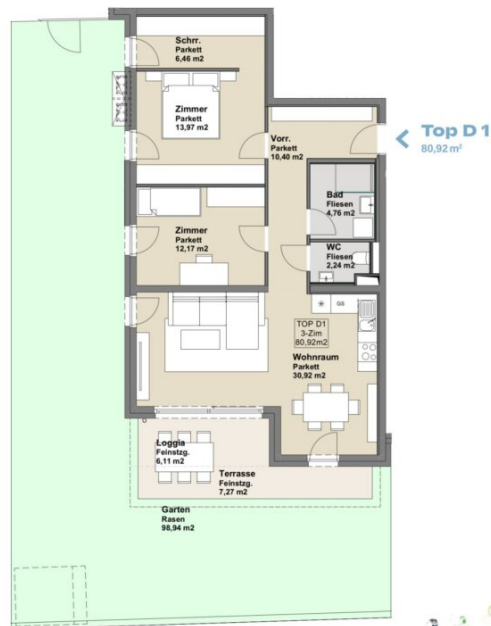 Schrr.
Parkett
6,46 m2
Zimmer
Parkett
13,97 m2
Vorr.
Parkett
10,40 m2
Top D 1
80,92 m²
Bad
Fliesen
4,76 m2
Zimmer
Parkett
12,17 m2
WC
Fliesen
2,24 m2
GS
TOP D1
3-Zim
80,92m2
Wohnraum
Parkett
30,92 m2
Loggia
Feinstzg.
6,11 m2
Terrasse
Feinstzg.
7,27 m2
Garten
Rasen
98,94 m2